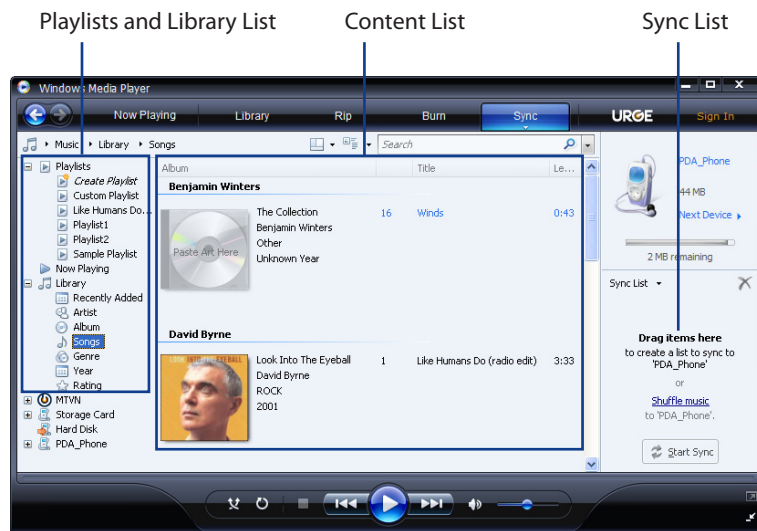 Playlists and Library List
Content List
Sync List
Windows Media Player
Now Playing
Library
Rip
Burn
Sync
URGE
Sign In
Music
Library
Songs
Search
Playlists
Create Playlist
Custom Playlist
Like Humans Do...
Playlist1
Playlist2
Sample Playlist
Now Playing
Library
Recently Added
Artist
Album
Songs
Genre
Year
Rating
MTVN
Storage Card
Hard Disk
PDA_Phone
Album
Title
Le...
Benjamin Winters
Paste Art Here
The Collection
Benjamin Winters
Other
Unknown Year
16 Winds 0:43
David Byrne
LOOK INTO THE EYEBALL
Look Into The Eyeball
David Byrne
ROCK
2001
1 Like Humans Do (radio edit) 3:33
PDA_Phone
44 MB
Next Device
2 MB remaining
Sync List
Drag items here
to create a list to sync to
'PDA_Phone'
or
Shuffle music
to 'PDA_Phone'.
Start Sync